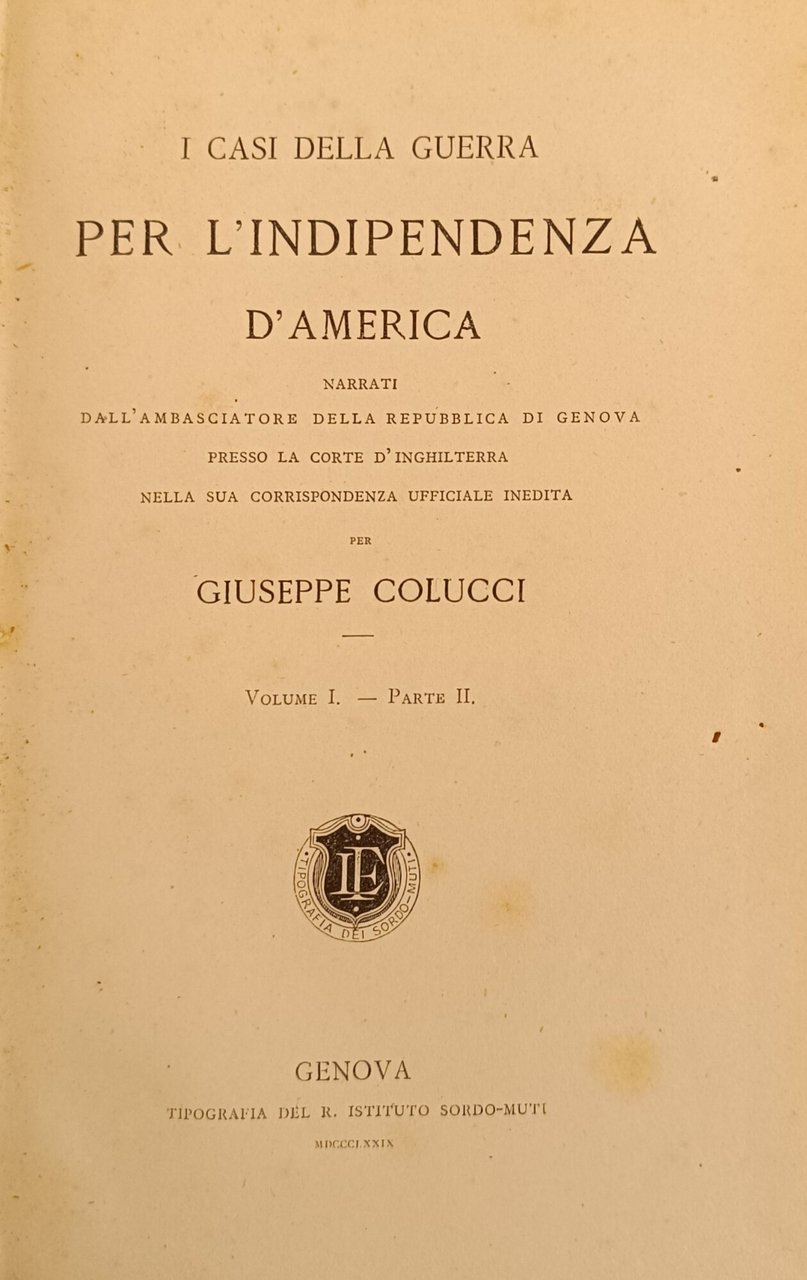 I CASI DELLA GUERRA
PER L'INDIPENDENZA
D'AMERICA
NARRATI
DALL'AMBASCIATORE DELLA REPUBBLICA DI GENOVA
PRESSO LA CORTE D'INGHILTERRA
NELLA SUA CORRISPONDENZA UFFICIALE INEDITA
PER
GIUSEPPE COLUCCI
VOLUME I. — PARTE II.
IE
TIPOGRAFIA DEI SORDO-MUTI
GENOVA
TIPOGRAFIA DEL R. ISTITUTO SORDO-MUTI
MDCCCLXXIX